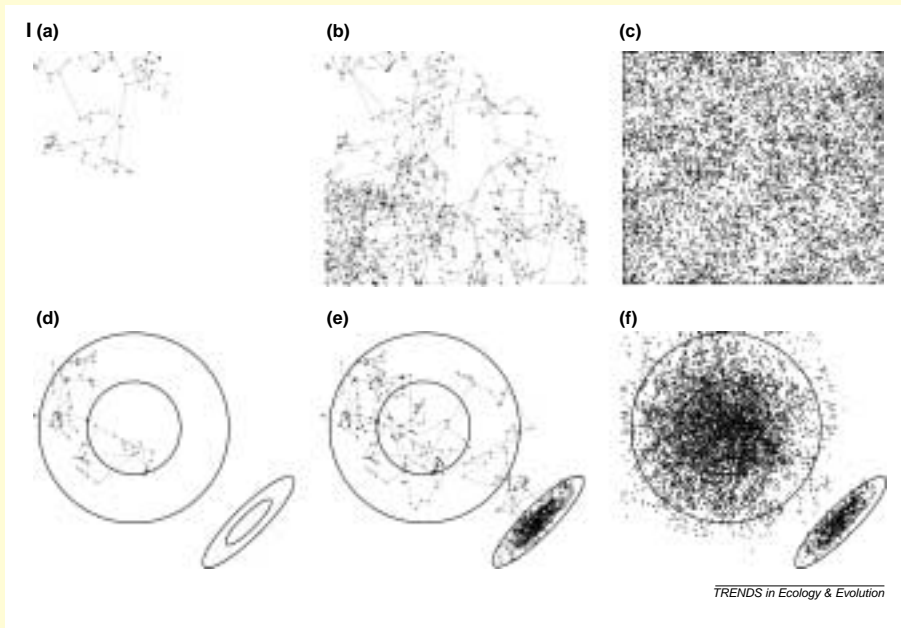 I (a)
(b)
(c)
(d)
(e)
(f)
TRENDS in Ecology & Evolution